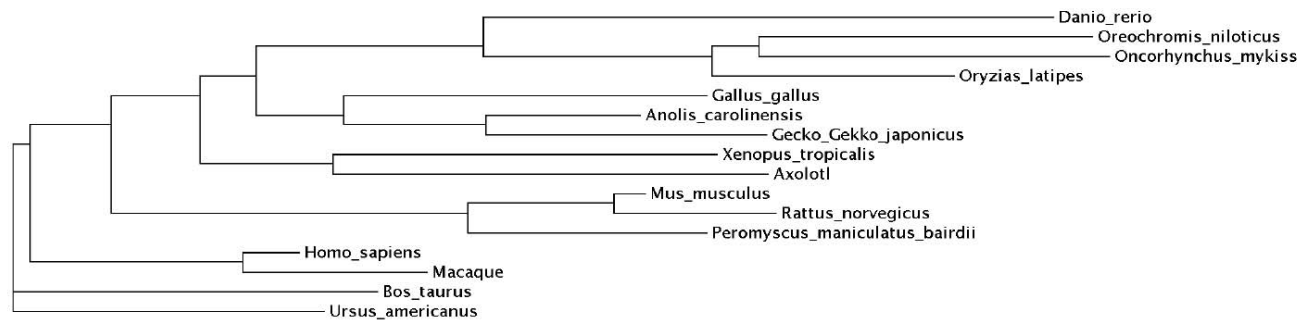 Danio_rerio
Oreochromis_niloticus
Oncorhynchus_mykiss
Oryzias_latipes
Gallus_gallus
Anolis_carolinensis
Gecko_Gekko_japonicus
Xenopus_tropicalis
Axolotl
Mus_musculus
Rattus_norvegicus
Peromyscus_maniculatus_bairdii
Homo_sapiens
Macaque
Bos_taurus
Ursus_americanus